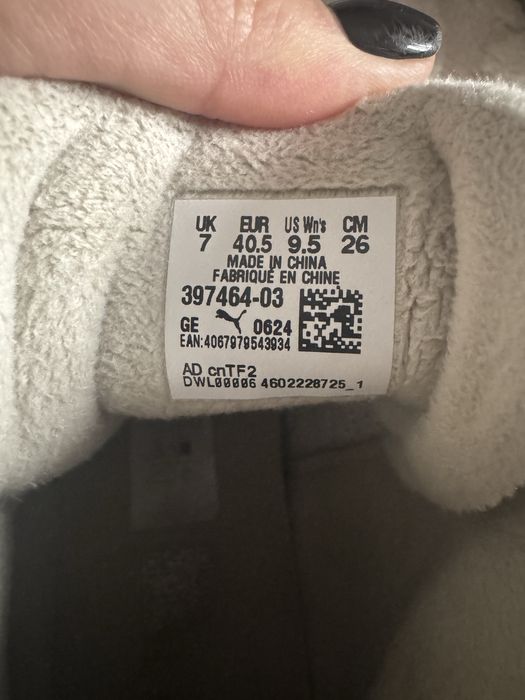 UK EUR US Wn's CM
7 40.5 9.5 26
MADE IN CHINA
FABRIQUÉ EN CHINE
397464-03
GE 0624
EAN:4067979543934
AD cnTF2
DWL00006 4602228725_1